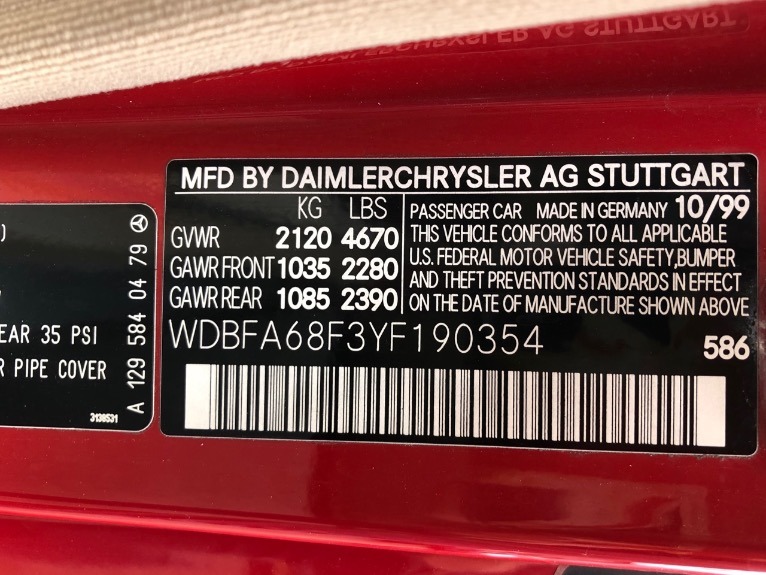 MFD BY DAIMLERCHRYSLER AG STUTTGART
KG LBS
GVWR 2120 4670
GAWR FRONT 1035 2280
GAWR REAR 1085 2390
PASSENGER CAR MADE IN GERMANY 10/99
THIS VEHICLE CONFORMS TO ALL APPLICABLE
U.S. FEDERAL MOTOR VEHICLE SAFETY,BUMPER
AND THEFT PREVENTION STANDARDS IN EFFECT
ON THE DATE OF MANUFACTURE SHOWN ABOVE
WDBFA68F3YF190354
586
)
EAR 35 PSI
R PIPE COVER
3138531
A 129 584 04 79